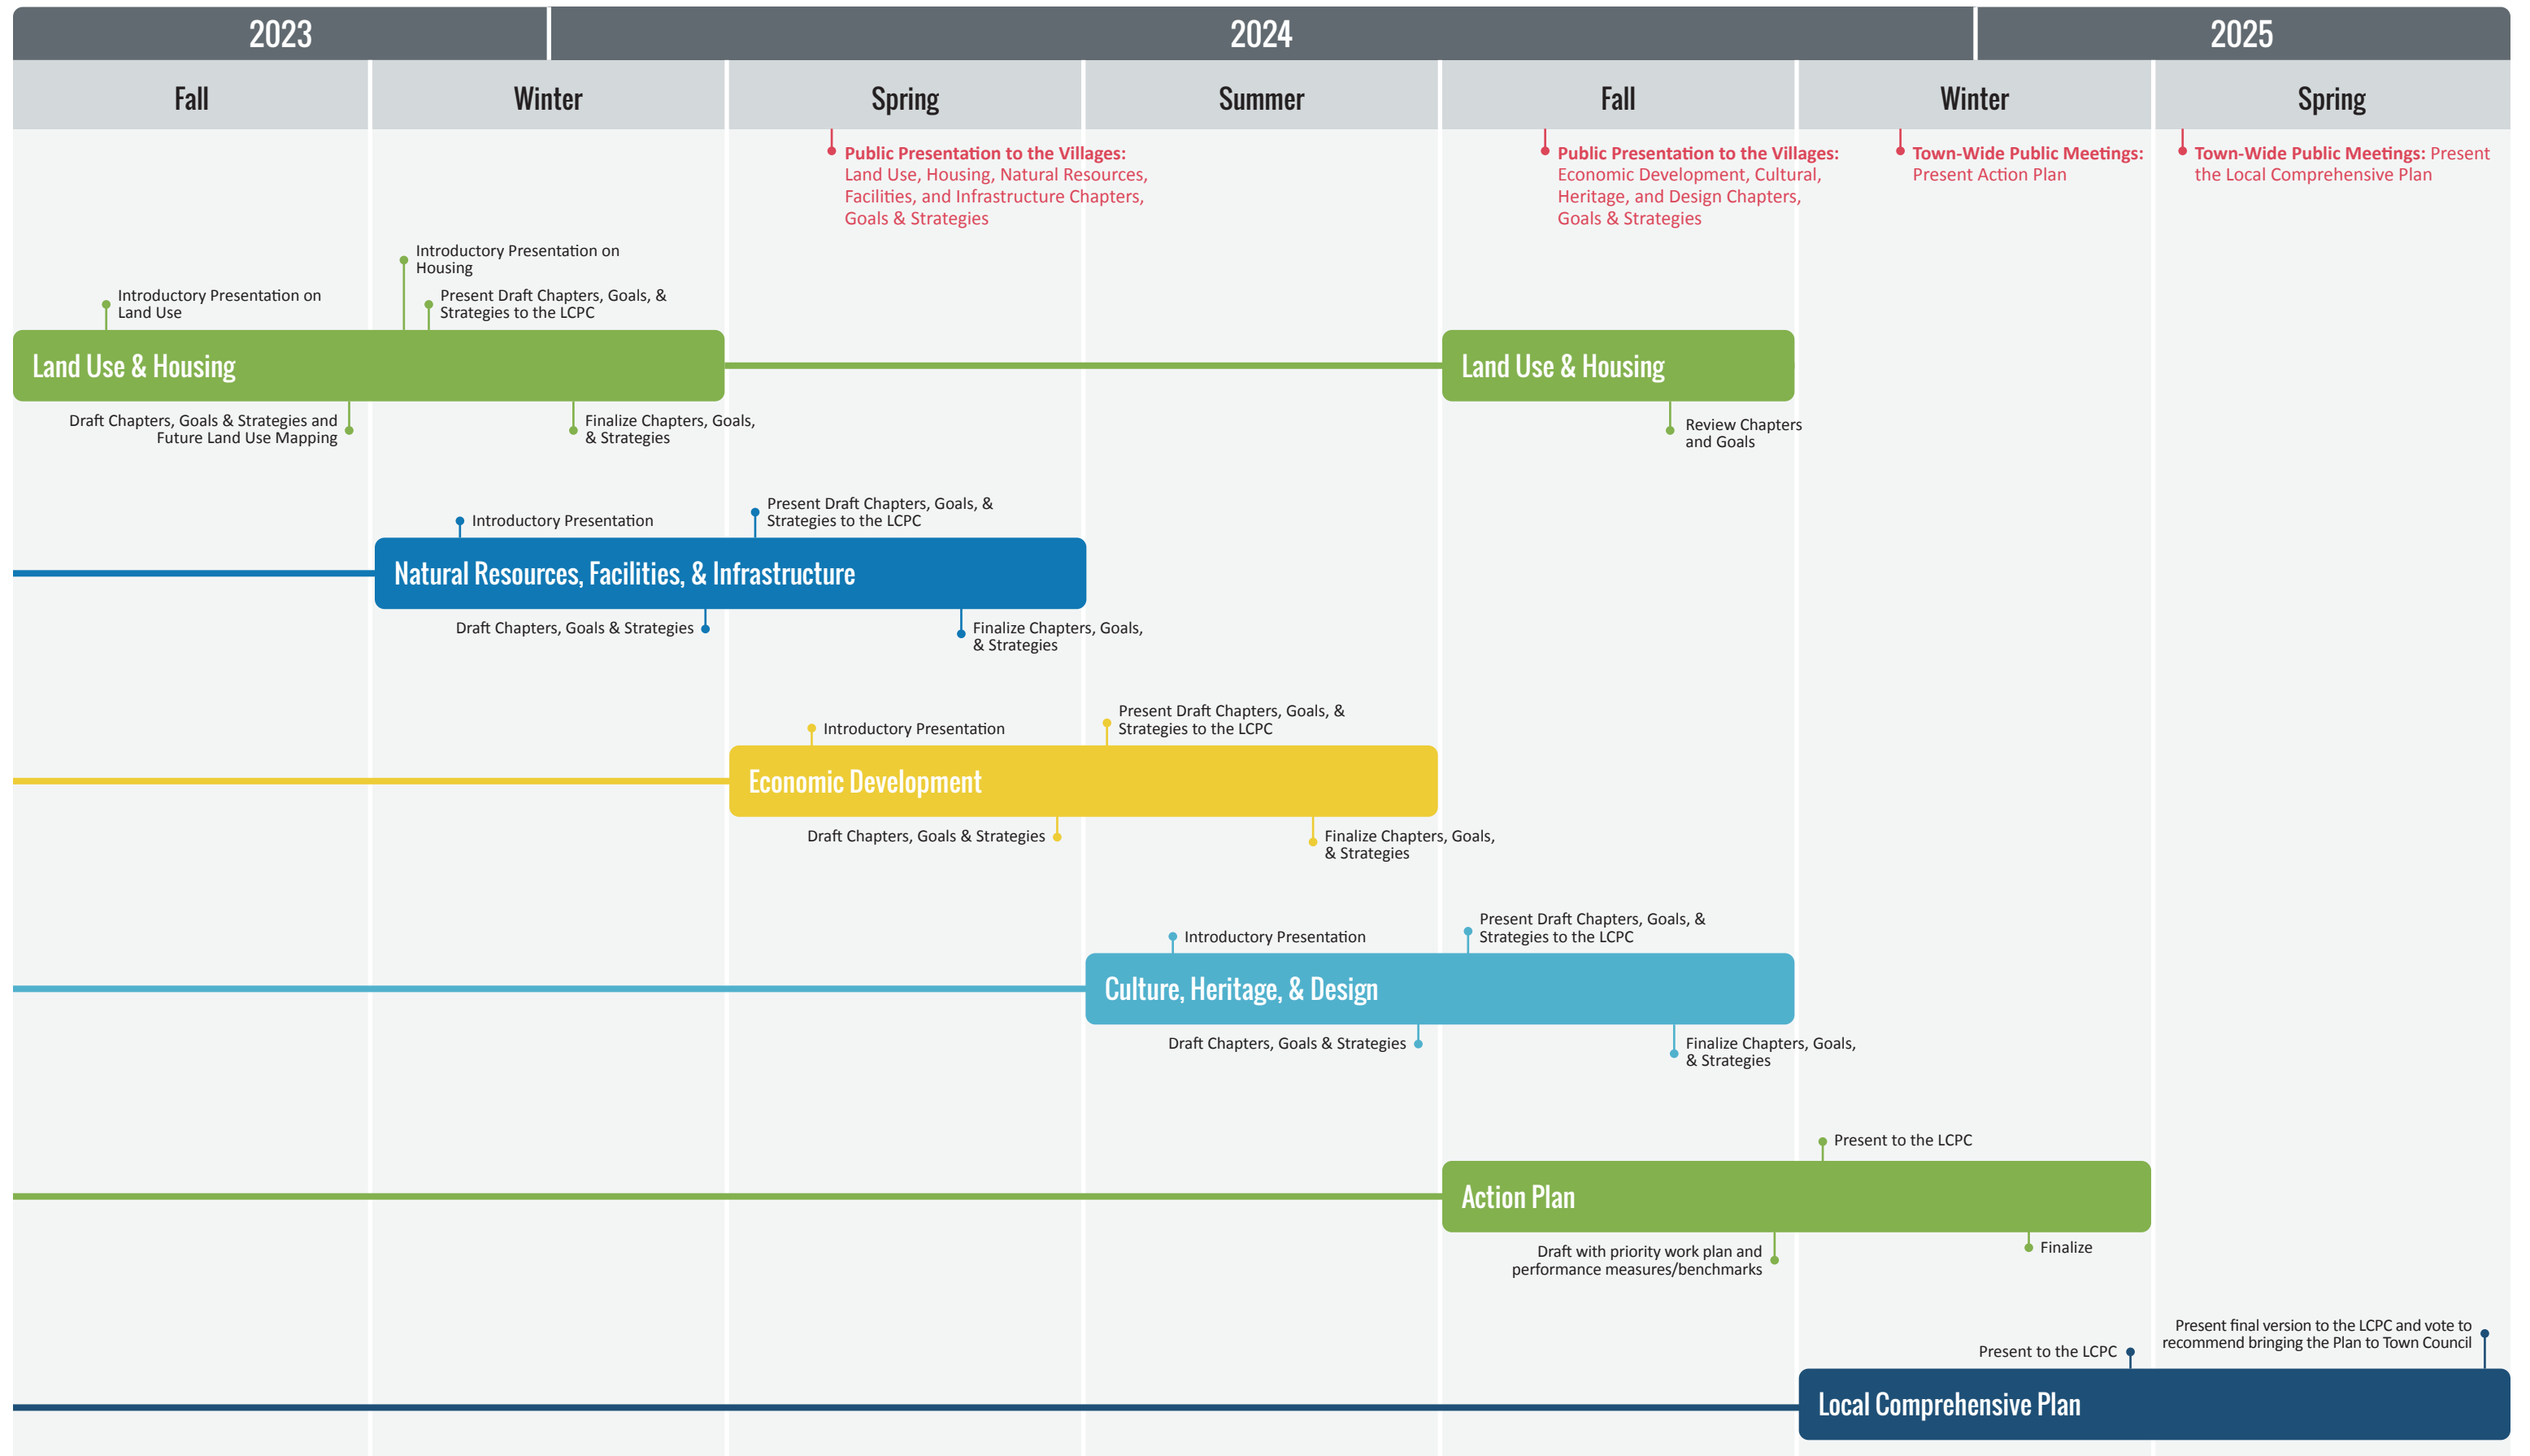 2023
2024
2025
Fall
Winter
Spring
Summer
Fall
Winter
Spring
Public Presentation to the Villages:
Land Use, Housing, Natural Resources,
Facilities, and Infrastructure Chapters,
Goals & Strategies
Public Presentation to the Villages:
Economic Development, Cultural,
Heritage, and Design Chapters,
Goals & Strategies
Town-Wide Public Meetings:
Present Action Plan
Town-Wide Public Meetings: Present
the Local Comprehensive Plan
Introductory Presentation on
Housing
Introductory Presentation on
Land Use
Present Draft Chapters, Goals, &
Strategies to the LCPC
Land Use & Housing
Land Use & Housing
Draft Chapters, Goals & Strategies and
Future Land Use Mapping
Finalize Chapters, Goals,
& Strategies
Review Chapters
and Goals
Introductory Presentation
Present Draft Chapters, Goals, &
Strategies to the LCPC
Natural Resources, Facilities, & Infrastructure
Draft Chapters, Goals & Strategies
Finalize Chapters, Goals,
& Strategies
Introductory Presentation
Present Draft Chapters, Goals, &
Strategies to the LCPC
Economic Development
Draft Chapters, Goals & Strategies
Finalize Chapters, Goals,
& Strategies
Introductory Presentation
Present Draft Chapters, Goals, &
Strategies to the LCPC
Culture, Heritage, & Design
Draft Chapters, Goals & Strategies
Finalize Chapters, Goals,
& Strategies
Present to the LCPC
Action Plan
Draft with priority work plan and
performance measures/benchmarks
Finalize
Present to the LCPC
Present final version to the LCPC and vote to
recommend bringing the Plan to Town Council
Local Comprehensive Plan